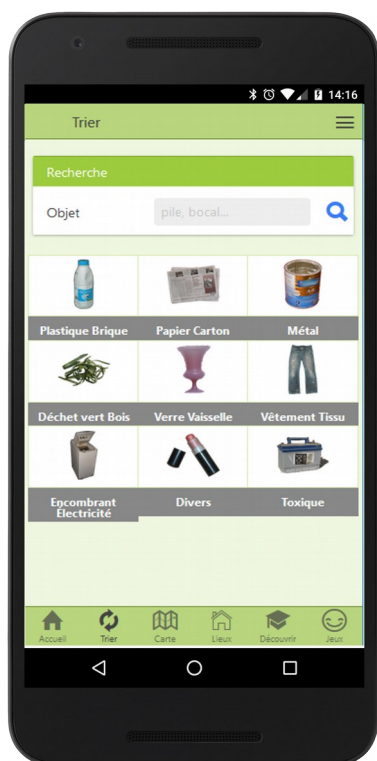 14:16
Trier
Recherche
Objet
pile, bocal...
Plastique Brique
Papier Carton
Métal
Déchet vert Bois
Verre Vaisselle
Vêtement Tissu
Encombrant
Électricité
Divers
Toxique
Accueil
Trier
Carte
Lieux
Découvrir
Jeux